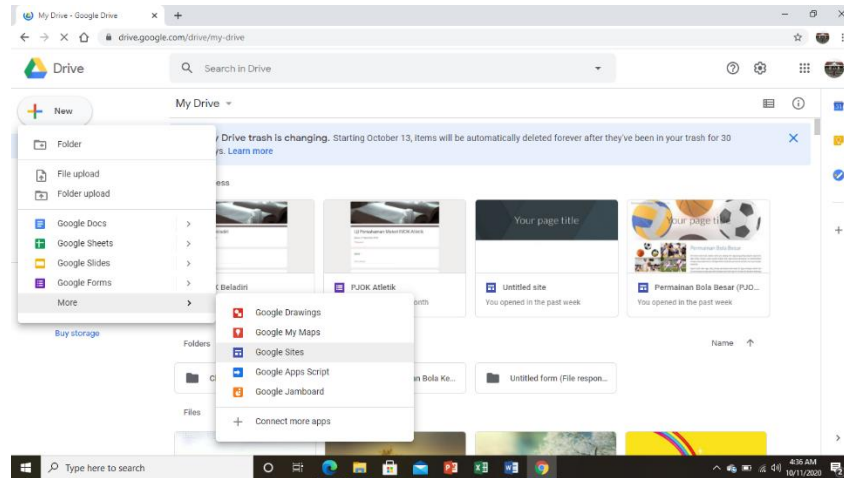 My Drive - Google Drive
drive.google.com/drive/my-drive
Drive
Search in Drive
New
My Drive
Folder
File upload
Folder upload
Google Docs
Google Sheets
Google Slides
Google Forms
More
Drive trash is changing. Starting October 13, items will be automatically deleted forever after they've been in your trash for 30
ys. Learn more
ess
Your page title
Your page ti
Permainan Bola Besar
Beladiri
PJOK Atletik
Untitled site
Permainan Bola Besar (PJO...
onth
You opened in the past week
You opened in the past week
Google Drawings
Google My Maps
Google Sites
Google Apps Script
Google Jamboard
Connect more apps
Buy storage
Folders
Name
an Bola Ke...
Untitled form (File respon...
Files
Type here to search
4:36 AM
10/11/2020